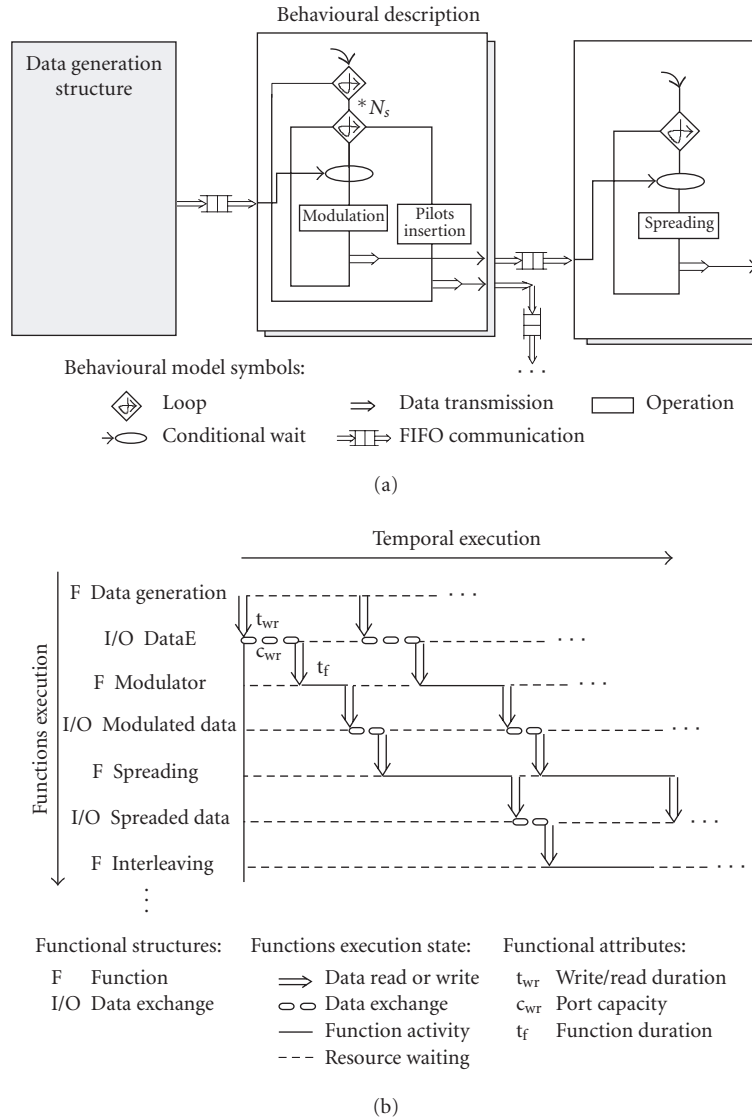 Behavioural description
Data generation
structure
*N_s
Modulation
Pilots
insertion
Spreading
. . .
Behavioural model symbols:
Loop
Data transmission
Operation
Conditional wait
FIFO communication
(a)
Temporal execution
Functions execution
F Data generation
. . .
t_wr
I/O DataE
. . .
c_wr
t_f
F Modulator
. . .
I/O Modulated data
. . .
F Spreading
. . .
I/O Spreaded data
. . .
F Interleaving
. . .
Functional structures:
F Function
I/O Data exchange
Functions execution state:
Data read or write
Data exchange
Function activity
Resource waiting
Functional attributes:
t_wr Write/read duration
c_wr Port capacity
t_f Function duration
(b)